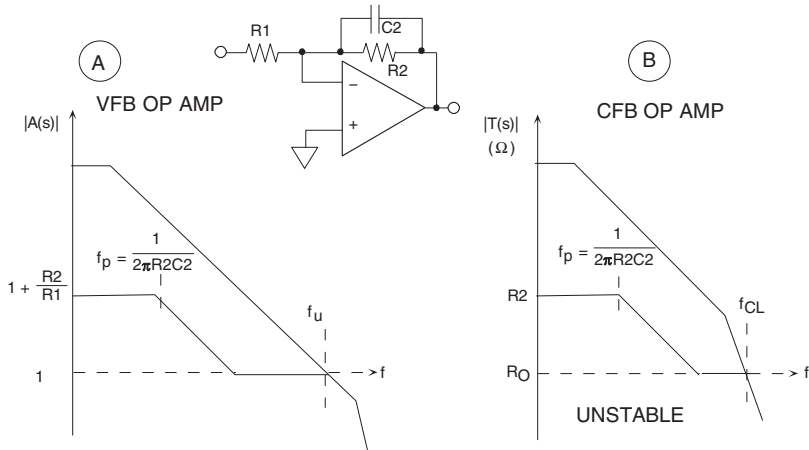 A
VFB OP AMP
R1
C2
R2
−
+
B
CFB OP AMP
|A(s)|
fp = 1/2πR2C2
1 + R2/R1
fu
1
f
|T(s)|
(Ω)
fp = 1/2πR2C2
R2
fCL
RO
f
UNSTABLE